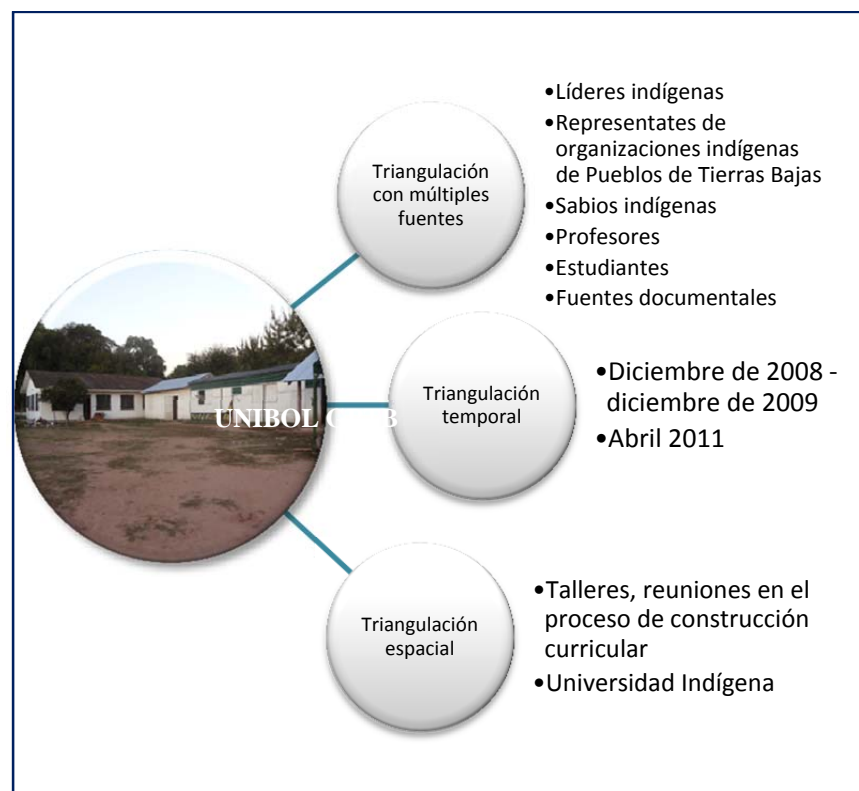 Triangulación
con múltiples
fuentes
•Líderes indígenas
•Representates de
organizaciones indígenas
de Pueblos de Tierras Bajas
•Sabios indígenas
•Profesores
•Estudiantes
•Fuentes documentales
UNIBOL
Triangulación
temporal
•Diciembre de 2008 -
diciembre de 2009
•Abril 2011
Triangulación
espacial
•Talleres, reuniones en el
proceso de construcción
curricular
•Universidad Indígena